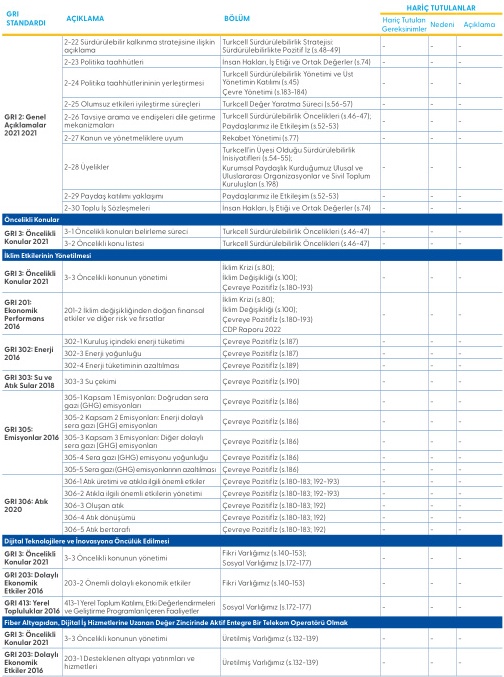 HARİÇ TUTULANLAR
GRI STANDARDI AÇIKLAMA BÖLÜM Hariç Tutulan Gereksinimler Nedeni Açıklama
GRI 2: Genel Açıklamalar 2021 2021
2-22 Sürdürülebilir kalkınma stratejisine ilişkin açıklama Turkcell Sürdürülebilirlik Stratejisi: Sürdürülebilirlikte Pozitif İz (s.48-49) - - -
2-23 Politika taahhütleri İnsan Hakları, İş Etiği ve Ortak Değerler (s.74) - - -
2-24 Politika taahhütlerininin yerleştirmesi Turkcell Sürdürülebilirlik Yönetimi ve Üst Yönetimin Katılımı (s.45)
Çevre Yönetimi (s.183-184) - - -
2-25 Olumsuz etkileri iyileştirme süreçleri Turkcell Değer Yaratma Süreci (s.56-57) - - -
2-26 Tavsiye arama ve endişeleri dile getirme mekanizmaları Turkcell Sürdürülebilirlik Öncelikleri (s.46-47);
Paydaşlarımız ile Etkileşim (s.52-53) - - -
2-27 Kanun ve yönetmeliklere uyum Rekabet Yönetimi (s.77) - - -
2-28 Üyelikler Turkcell'in Üyesi Olduğu Sürdürülebilirlik İnisiyatifleri (s.54-55);
Kurumsal Paydaşlık Kurduğumuz Ulusal ve Uluslararası Organizasyonlar ve Sivil Toplum Kuruluşları (s.198) - - -
2-29 Paydaş katılımı yaklaşımı Paydaşlarımız ile Etkileşim (s.52-53) - - -
2-30 Toplu İş Sözleşmeleri İnsan Hakları, İş Etiği ve Ortak Değerler (s.74) - - -
Öncelikli Konular
GRI 3: Öncelikli Konular 2021
3-1 Öncelikli konuları belirleme süreci Turkcell Sürdürülebilirlik Öncelikleri (s.46-47) - - -
3-2 Öncelikli konu listesi Turkcell Sürdürülebilirlik Öncelikleri (s.46-47) - - -
İklim Etkilerinin Yönetilmesi
GRI 3: Öncelikli Konular 2021 3-3 Öncelikli konunun yönetimi İklim Krizi (s.80);
İklim Değişikliği (s.100);
Çevreye Pozitifİz (s.180-193) - - -
GRI 201: Ekonomik Performans 2016 201-2 İklim değişikliğinden doğan finansal etkiler ve diğer risk ve fırsatlar İklim Krizi (s.80);
İklim Değişikliği (s.100);
Çevreye Pozitifİz (s.180-193)
CDP Raporu 2022 - - -
GRI 302: Enerji 2016
302-1 Kuruluş içindeki enerji tüketimi Çevreye Pozitifİz (s.187) - - -
302-3 Enerji yoğunluğu Çevreye Pozitifİz (s.187) - - -
302-4 Enerji tüketiminin azaltılması Çevreye Pozitifİz (s.189) - - -
GRI 303: Su ve Atık Sular 2018 303-3 Su çekimi Çevreye Pozitifİz (s.190) - - -
GRI 305: Emisyonlar 2016
305-1 Kapsam 1 Emisyonları: Doğrudan sera gazı (GHG) emisyonları Çevreye Pozitifİz (s.186) - - -
305-2 Kapsam 2 Emisyonları: Enerji dolaylı sera gazı (GHG) emisyonları Çevreye Pozitifİz (s.186) - - -
305-3 Kapsam 3 Emisyonları: Diğer dolaylı sera gazı (GHG) emisyonları Çevreye Pozitifİz (s.186) - - -
305-4 Sera gazı (GHG) emisyonu yoğunluğu Çevreye Pozitifİz (s.186) - - -
305-5 Sera gazı (GHG) emisyonlarının azaltılması Çevreye Pozitifİz (s.186) - - -
GRI 306: Atık 2020
306-1 Atık üretimi ve atıkla ilgili önemli etkiler Çevreye Pozitifİz (s.180-183; 192-193) - - -
306-2 Atıkla ilgili önemli etkilerin yönetimi Çevreye Pozitifİz (s.180-183; 192-193) - - -
306-3 Oluşan atık Çevreye Pozitifİz (s.180-183; 192) - - -
306-4 Atık dönüşümü Çevreye Pozitifİz (s.180-183; 192) - - -
306-5 Atık bertarafı Çevreye Pozitifİz (s.180-183; 192) - - -
Dijital Teknolojilere ve İnovasyona Öncülük Edilmesi
GRI 3: Öncelikli Konular 2021 3-3 Öncelikli konunun yönetimi Fikri Varlığımız (s.140-153);
Sosyal Varlığımız (s.172-177) - - -
GRI 203: Dolaylı Ekonomik Etkiler 2016 203-2 Önemli dolaylı ekonomik etkiler Fikri Varlığımız (s.140-153) - - -
GRI 413: Yerel Topluluklar 2016 413-1 Yerel Toplum Katılımı, Etki Değerlendirmeleri ve Geliştirme Programları İçeren Faaliyetler Sosyal Varlığımız (s.172-177) - - -
Fiber Altyapıdan, Dijital İş Hizmetlerine Uzanan Değer Zincirinde Aktif Entegre Bir Telekom Operatörü Olmak
GRI 3: Öncelikli Konular 2021 3-3 Öncelikli konunun yönetimi Üretilmiş Varlığımız (s.132-139) - - -
GRI 203: Dolaylı Ekonomik Etkiler 2016 203-1 Desteklenen altyapı yatırımları ve hizmetleri Üretilmiş Varlığımız (s.132-139) - - -